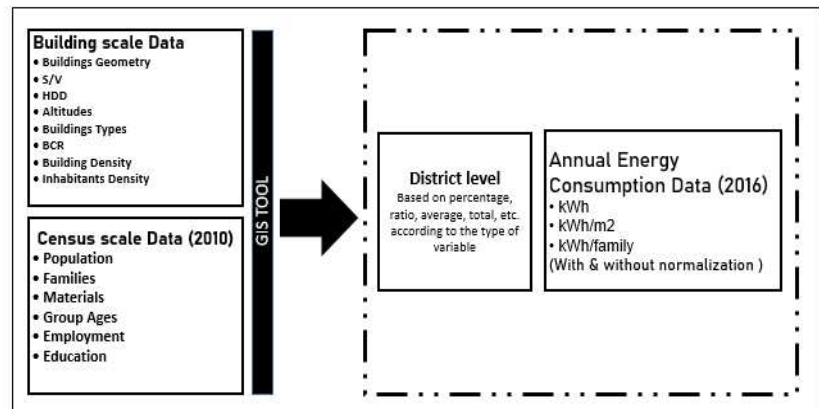 Building scale Data
• Buildings Geometry
• S/V
• HDD
• Altitudes
• Buildings Types
• BCR
• Building Density
• Inhabitants Density
Census scale Data (2010)
• Population
• Families
• Materials
• Group Ages
• Employment
• Education
GIS TOOL
District level
Based on percentage,
ratio, average, total, etc.
according to the type of
variable
Annual Energy
Consumption Data (2016)
• kWh
• kWh/m2
• kWh/family
(With & without normalization )